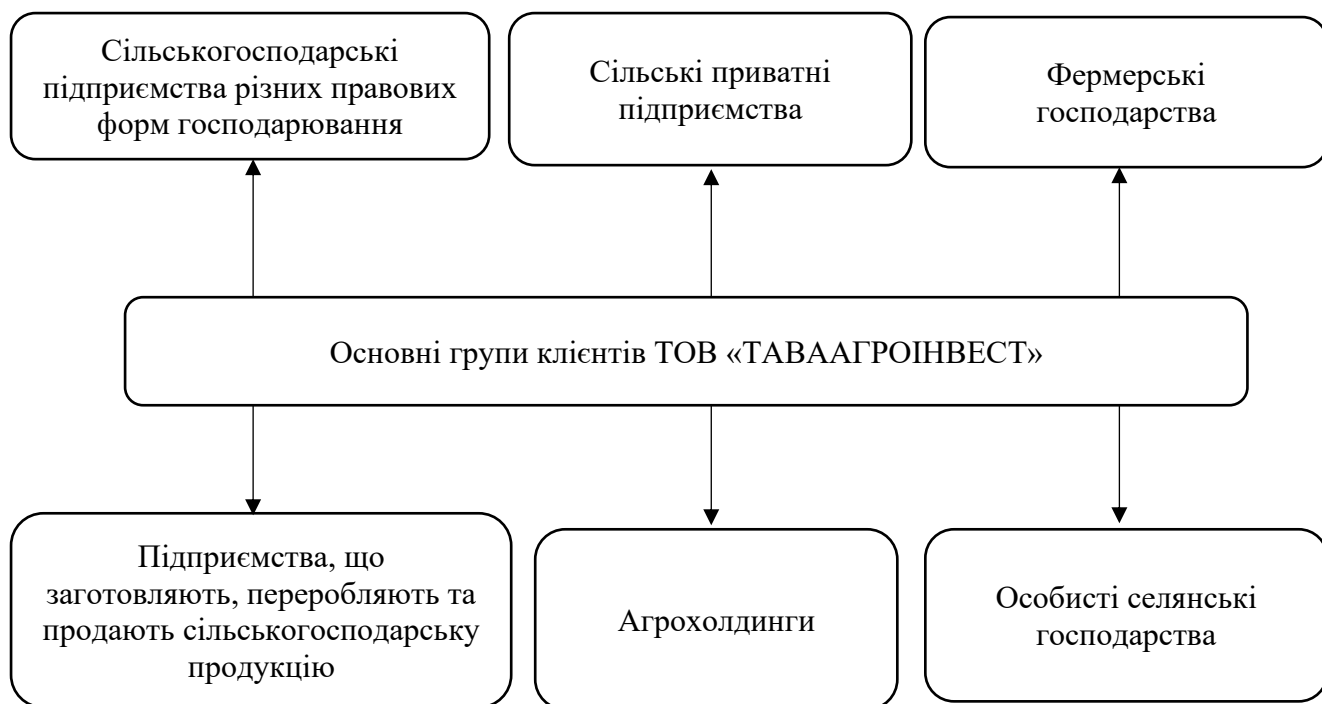 Сільськогосподарські
підприємства різних правових
форм господарювання
Сільські приватні
підприємства
Фермерські
господарства
Основні групи клієнтів ТОВ «ТАВААГРОІНВЕСТ»
Підприємства, що
заготовляють, переробляють та
продають сільськогосподарську
продукцію
Агрохолдинги
Особисті селянські
господарства